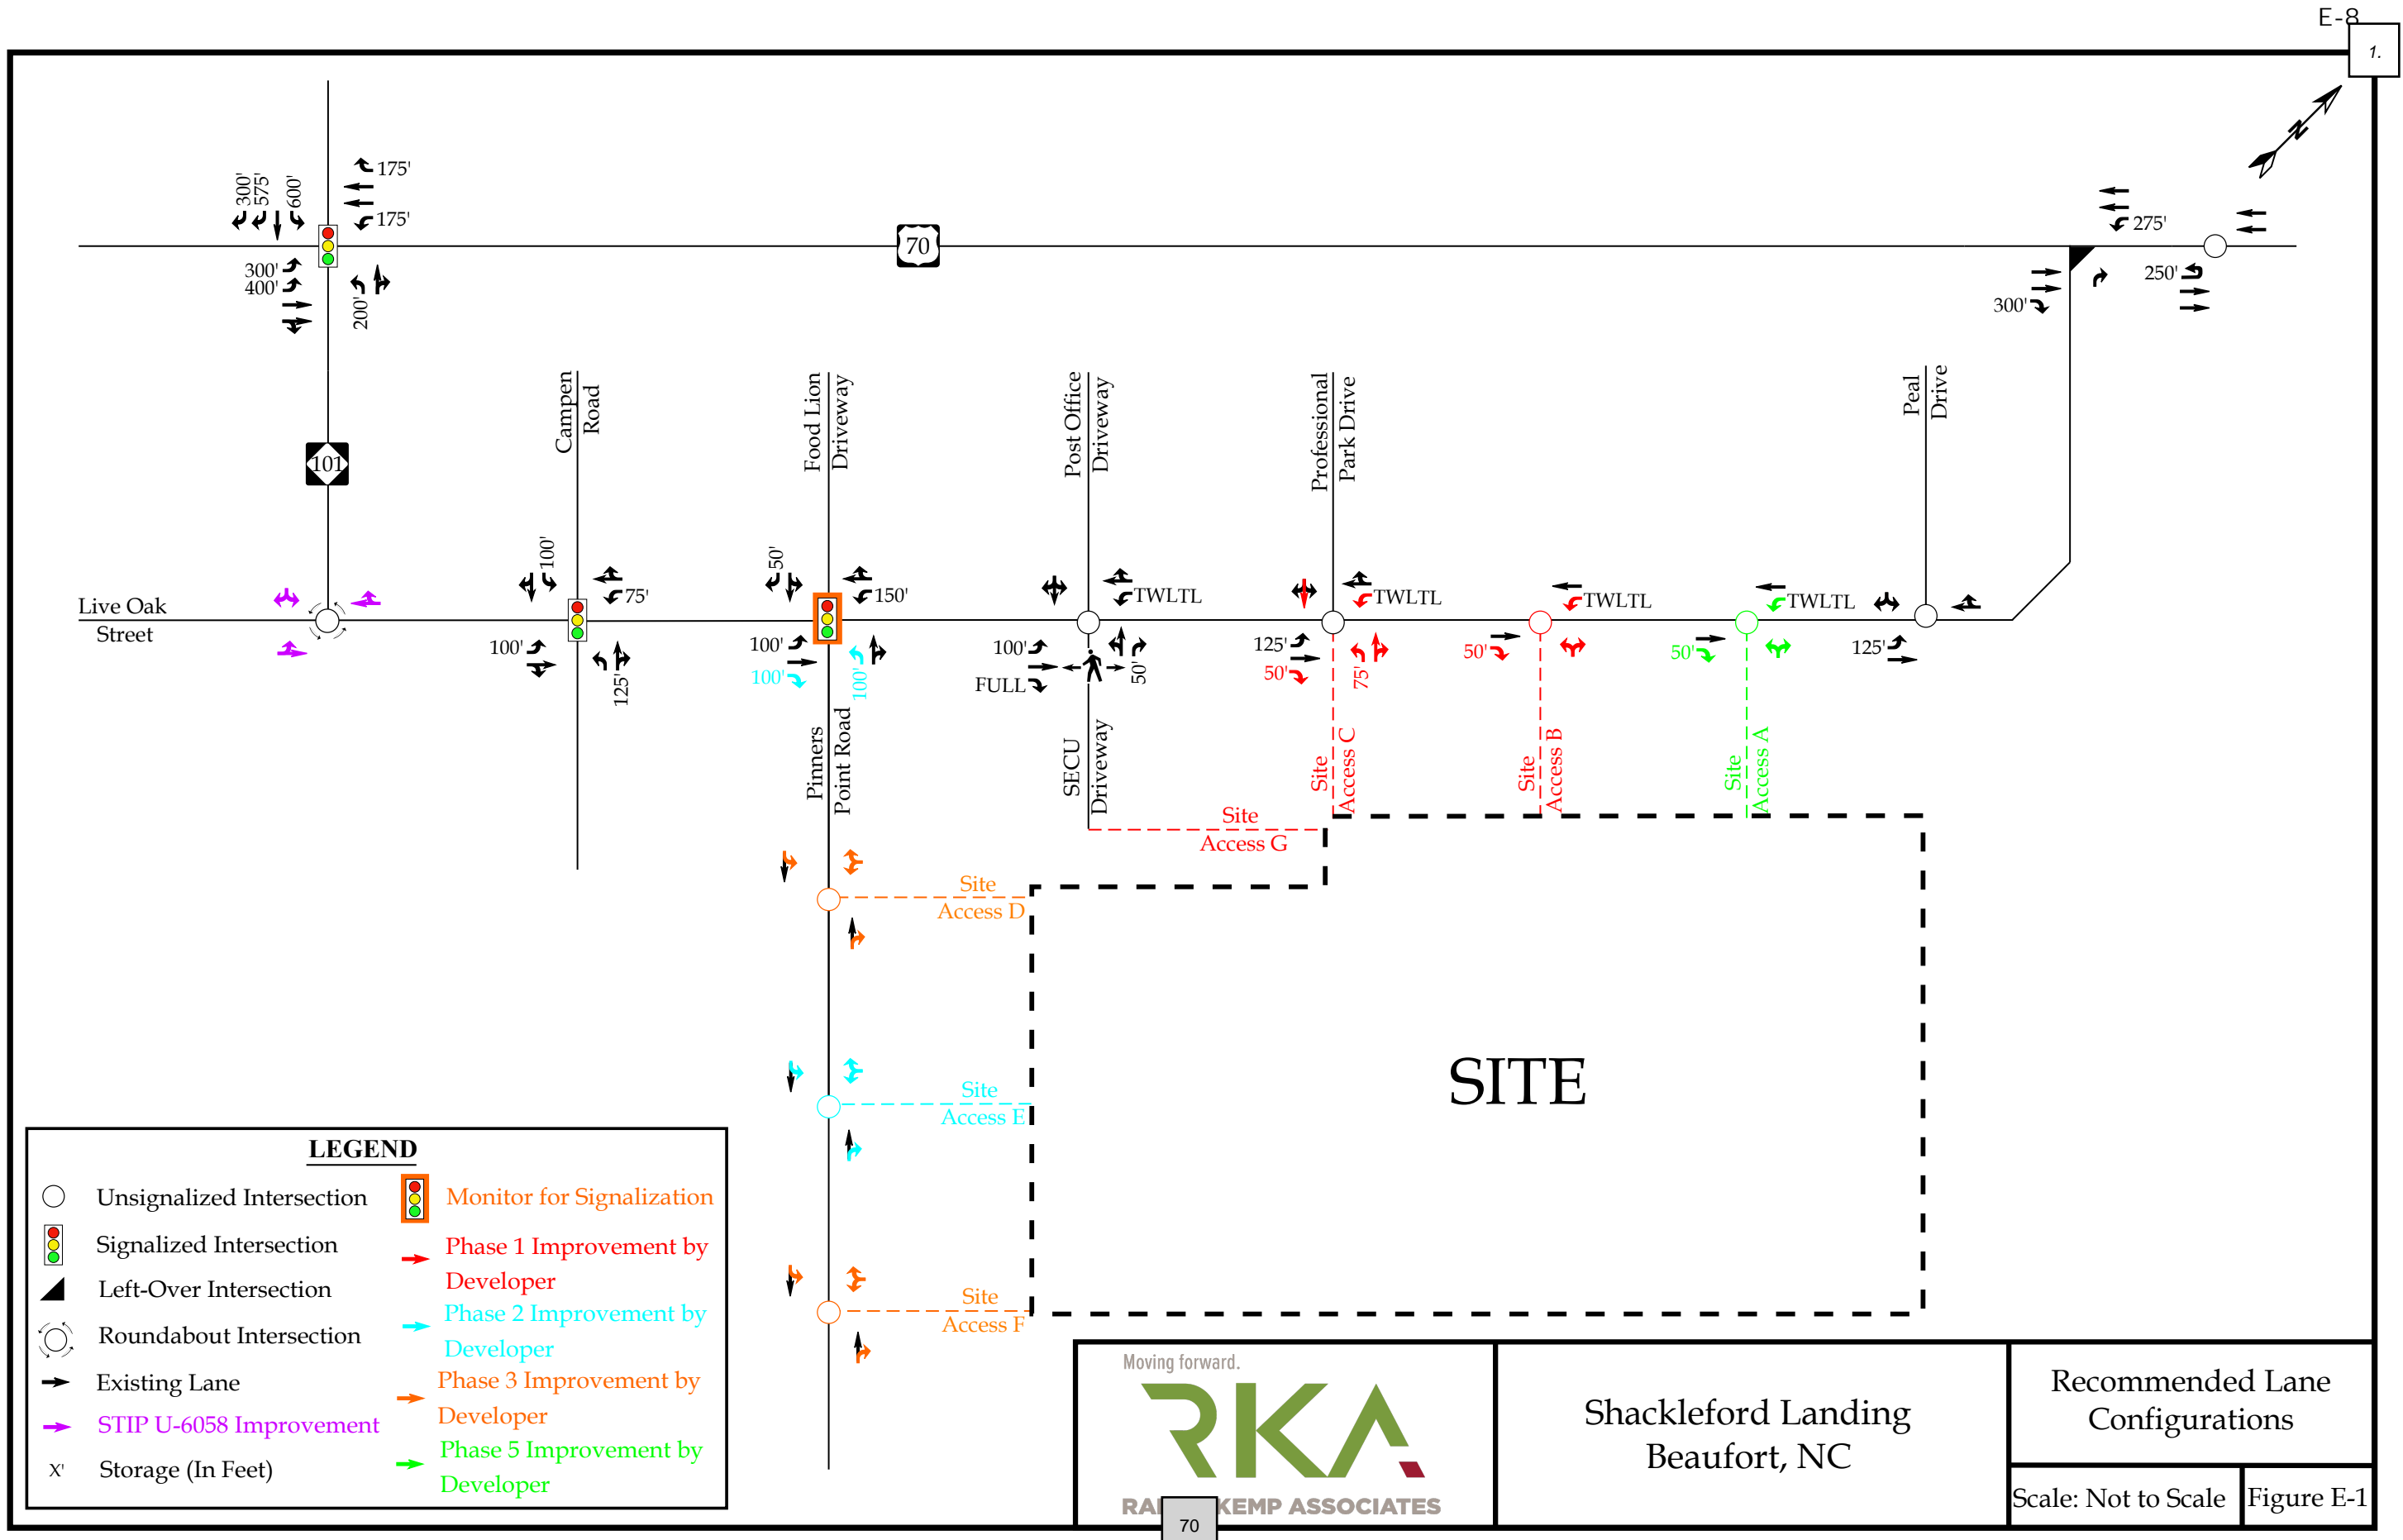 E-8
1.
300'
575'
600'
175'
175'
300'
400'
200'
70
275'
250'
300'
101
Campen
Road
Food Lion
Driveway
Post Office
Driveway
Professional
Park Drive
Peal
Drive
Live Oak
Street
100'
75'
100'
125'
50'
150'
100'
100'
100'
TWLTL
100'
FULL
50'
TWLTL
125'
50'
75'
TWLTL
50'
TWLTL
50'
125'
Pinners
Point Road
SECU
Driveway
Site
Access C
Site
Access B
Site
Access A
Site
Access G
Site
Access D
Site
Access E
Site
Access F
SITE
N
LEGEND
Unsignalized Intersection
Signalized Intersection
Left-Over Intersection
Roundabout Intersection
Existing Lane
STIP U-6058 Improvement
X' Storage (In Feet)
Monitor for Signalization
Phase 1 Improvement by
Developer
Phase 2 Improvement by
Developer
Phase 3 Improvement by
Developer
Phase 5 Improvement by
Developer
Moving forward.
RKA
KEMP ASSOCIATES
70
Shackleford Landing
Beaufort, NC
Recommended Lane
Configurations
Scale: Not to Scale
Figure E-1